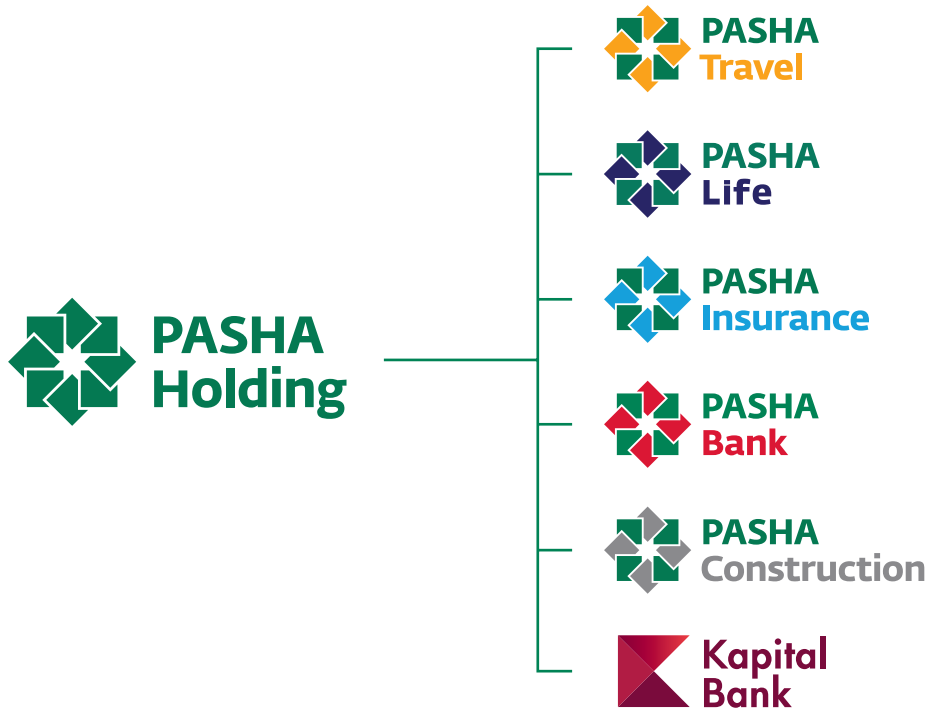 PASHA
Holding
PASHA
Travel
PASHA
Life
PASHA
Insurance
PASHA
Bank
PASHA
Construction
Kapital
Bank